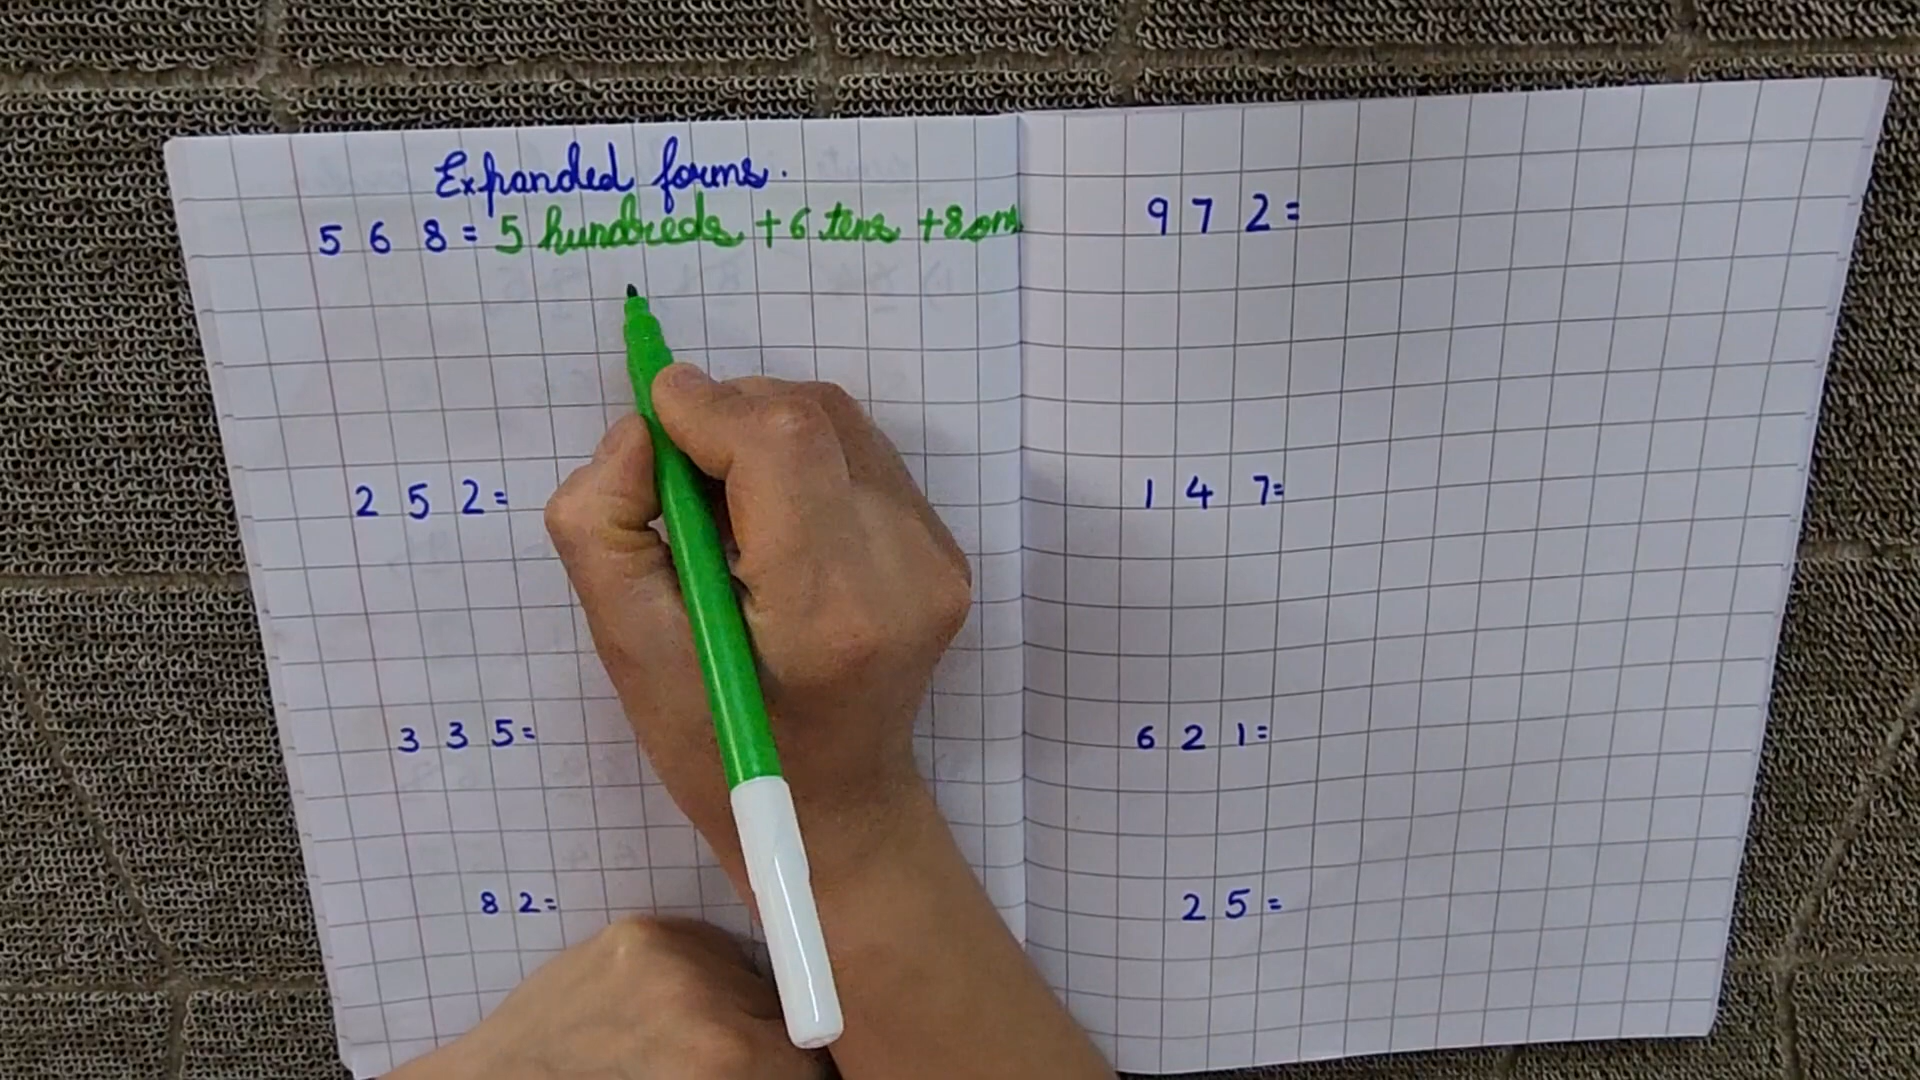 Expanded forms.
5 6 8 = 5 hundreds + 6 tens + 8 ones
2 5 2 =
3 3 5 =
8 2 =
9 7 2 =
1 4 7 =
6 2 1 =
2 5 =